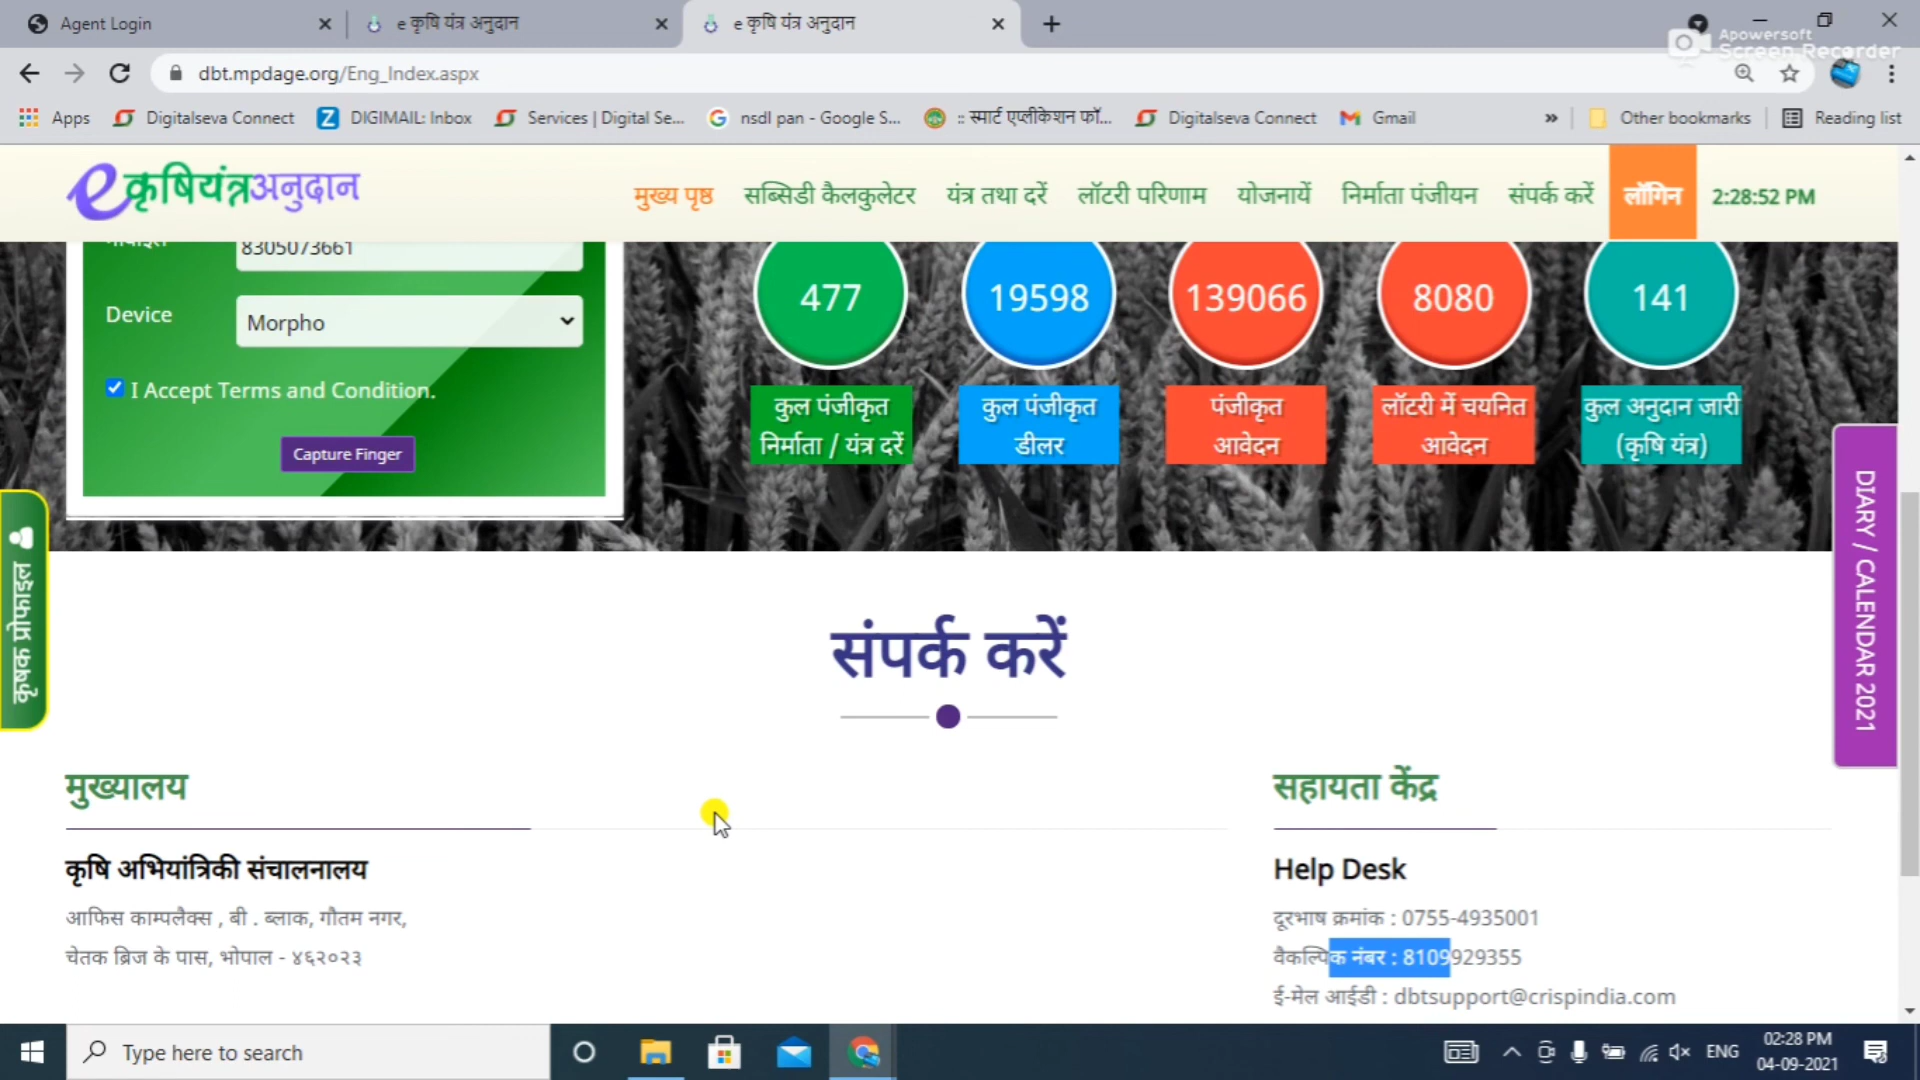 Agent Login
e कृषि यंत्र अनुदान
e कृषि यंत्र अनुदान
Apowersoft
Screen Recorder
dbt.mpdage.org/Eng_Index.aspx
Apps
Digitalseva Connect
DIGIMAIL: Inbox
Services | Digital Se...
nsdl pan - Google S...
:: स्मार्ट एप्लीकेशन फॉ...
Digitalseva Connect
Gmail
»
Other bookmarks
Reading list
eकृषियंत्रअनुदान
मुख्य पृष्ठ
सब्सिडी कैलकुलेटर
यंत्र तथा दरें
लॉटरी परिणाम
योजनायें
निर्माता पंजीयन
संपर्क करें
लॉगिन
2:28:52 PM
8305073661
Device
Morpho
I Accept Terms and Condition.
Capture Finger
477
19598
139066
8080
141
कुल पंजीकृत
निर्माता / यंत्र दरें
कुल पंजीकृत
डीलर
पंजीकृत
आवेदन
लॉटरी में चयनित
आवेदन
कुल अनुदान जारी
(कृषि यंत्र)
कृषक प्रोफाइल
DIARY / CALENDAR 2021
संपर्क करें
मुख्यालय
कृषि अभियांत्रिकी संचालनालय
आफिस काम्पलैक्स , बी . ब्लाक, गौतम नगर,
चेतक ब्रिज के पास, भोपाल - ४६२०२३
सहायता केंद्र
Help Desk
दूरभाष क्रमांक : 0755-4935001
वैकल्पिक नंबर : 8109929355
ई-मेल आईडी : dbtsupport@crispindia.com
Type here to search
ENG
02:28 PM
04-09-2021